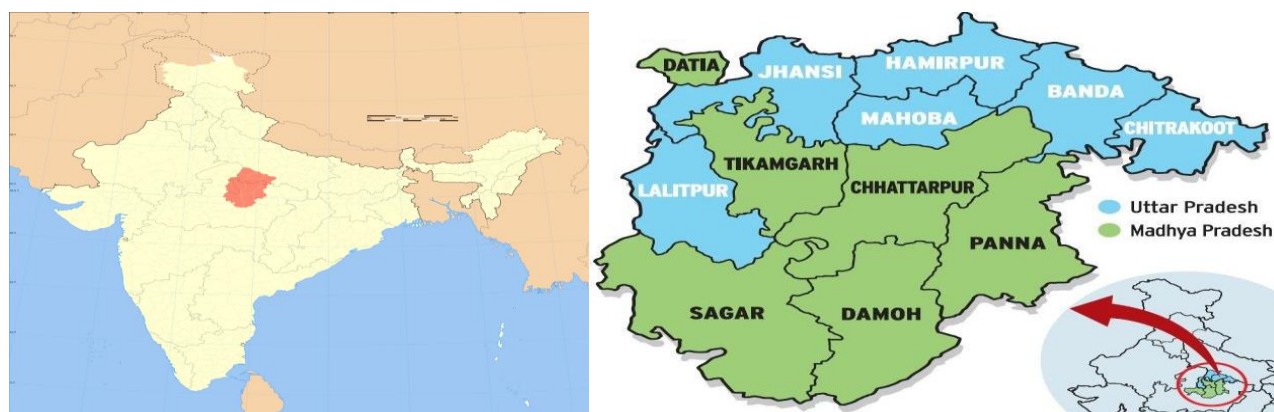 DATIA
JHANSI
HAMIRPUR
BANDA
MAHOBA
CHITRAKOOT
TIKAMGARH
LALITPUR
CHHATTARPUR
PANNA
SAGAR
DAMOH
Uttar Pradesh
Madhya Pradesh